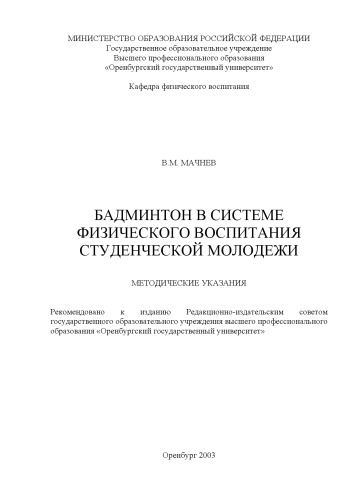 МИНИСТЕРСТВО ОБРАЗОВАНИЯ РОССИЙСКОЙ ФЕДЕРАЦИИ
Государственное образовательное учреждение
Высшего профессионального образования
«Оренбургский государственный университет»
Кафедра физического воспитания
В.М. МАЧНЕВ
БАДМИНТОН В СИСТЕМЕ
ФИЗИЧЕСКОГО ВОСПИТАНИЯ
СТУДЕНЧЕСКОЙ МОЛОДЕЖИ
МЕТОДИЧЕСКИЕ УКАЗАНИЯ
Рекомендовано к изданию Редакционно-издательским советом
государственного образовательного учреждения высшего профессионального
образования «Оренбургский государственный университет»
Оренбург 2003